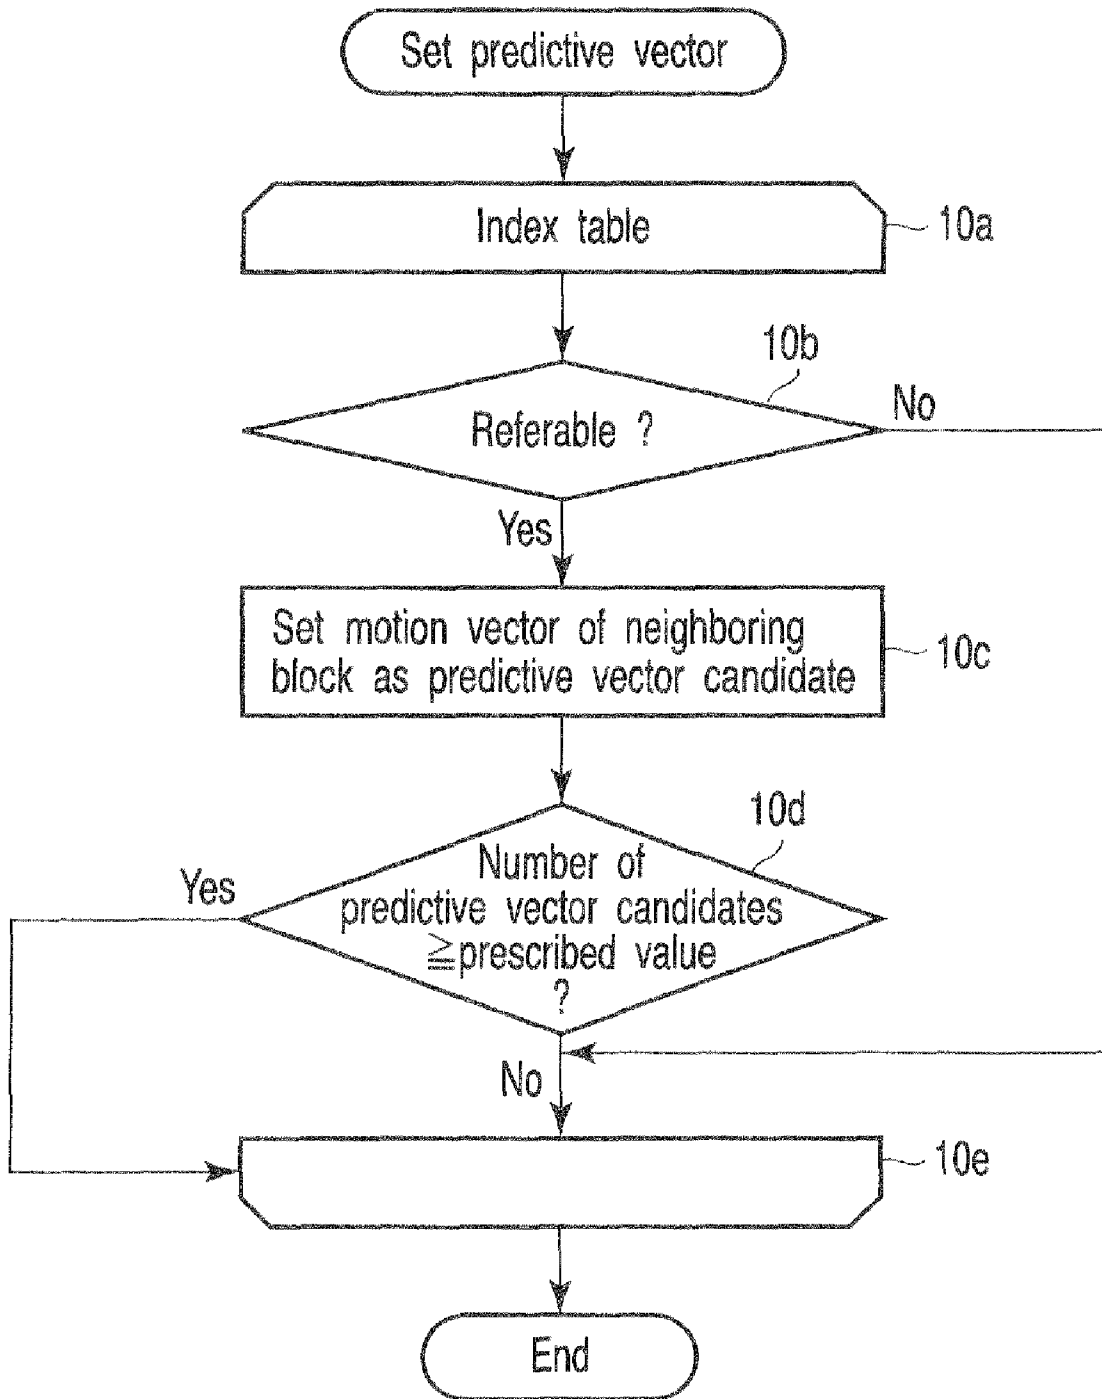 Set predictive vector
Index table
10a
10b
Referable ?
No
Yes
Set motion vector of neighboring
block as predictive vector candidate
10c
10d
Yes
Number of
predictive vector candidates
≧prescribed value
?
No
10e
End